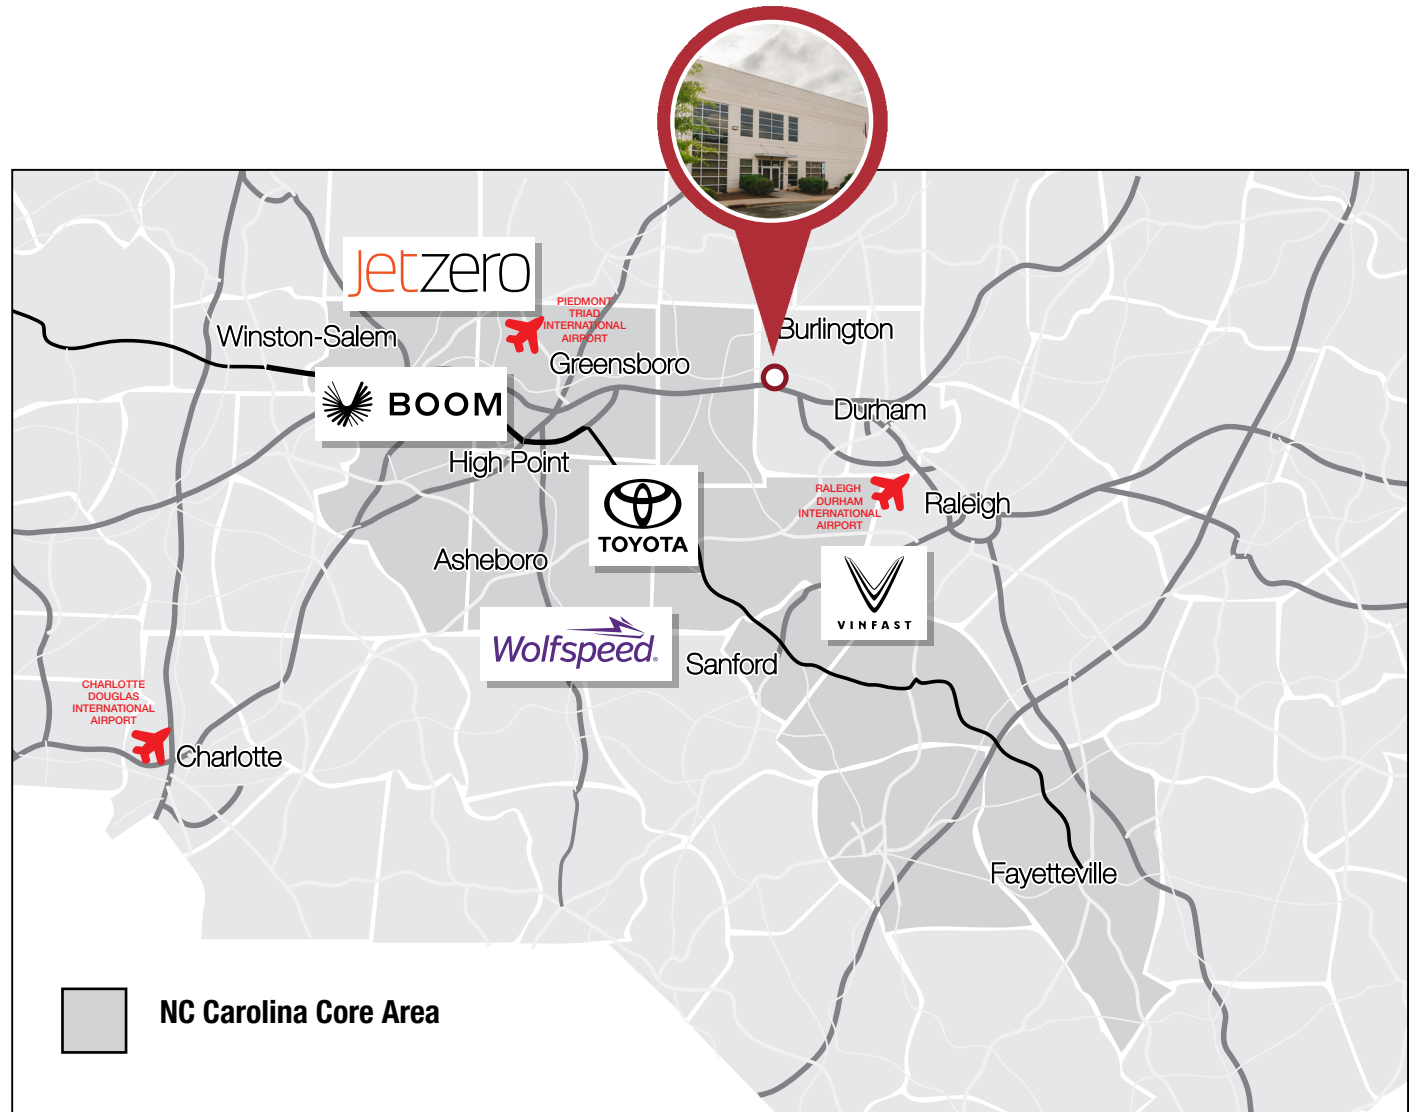 Jetzero
PIEDMONT
TRIAD
INTERNATIONAL
AIRPORT
Winston-Salem
Burlington
Greensboro
BOOM
Durham
High Point
RALEIGH
DURHAM
INTERNATIONAL
AIRPORT
Raleigh
TOYOTA
Asheboro
VINFAST
Wolfspeed®
Sanford
CHARLOTTE
DOUGLAS
INTERNATIONAL
AIRPORT
Charlotte
Fayetteville
NC Carolina Core Area